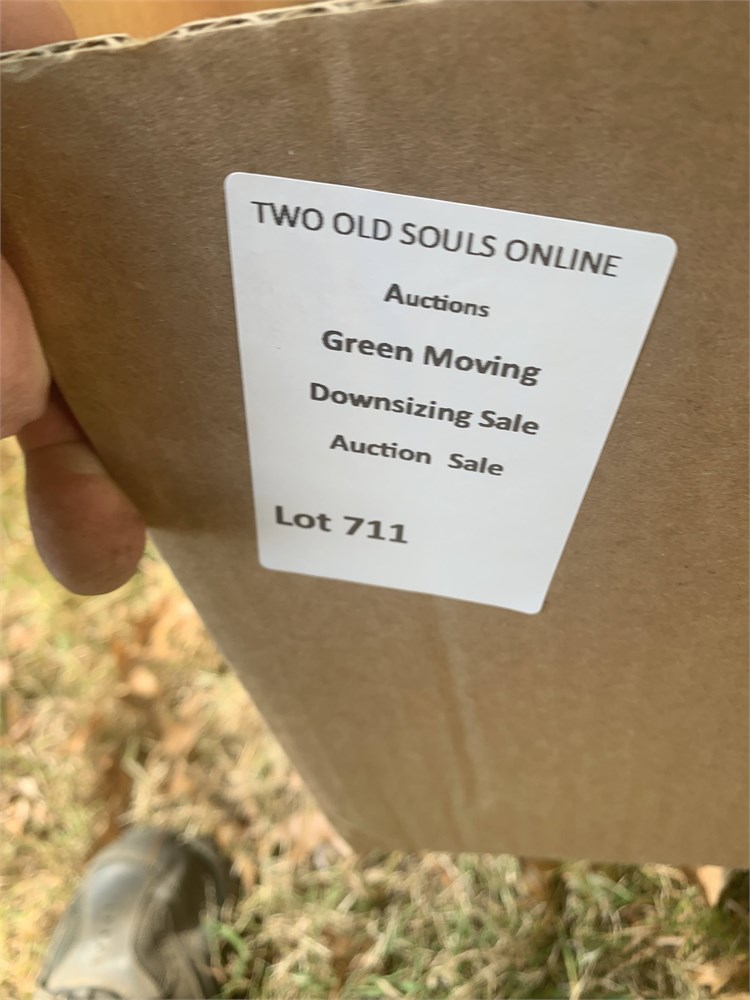 TWO OLD SOULS ONLINE
Auctions
Green Moving
Downsizing Sale
Auction Sale
Lot 711